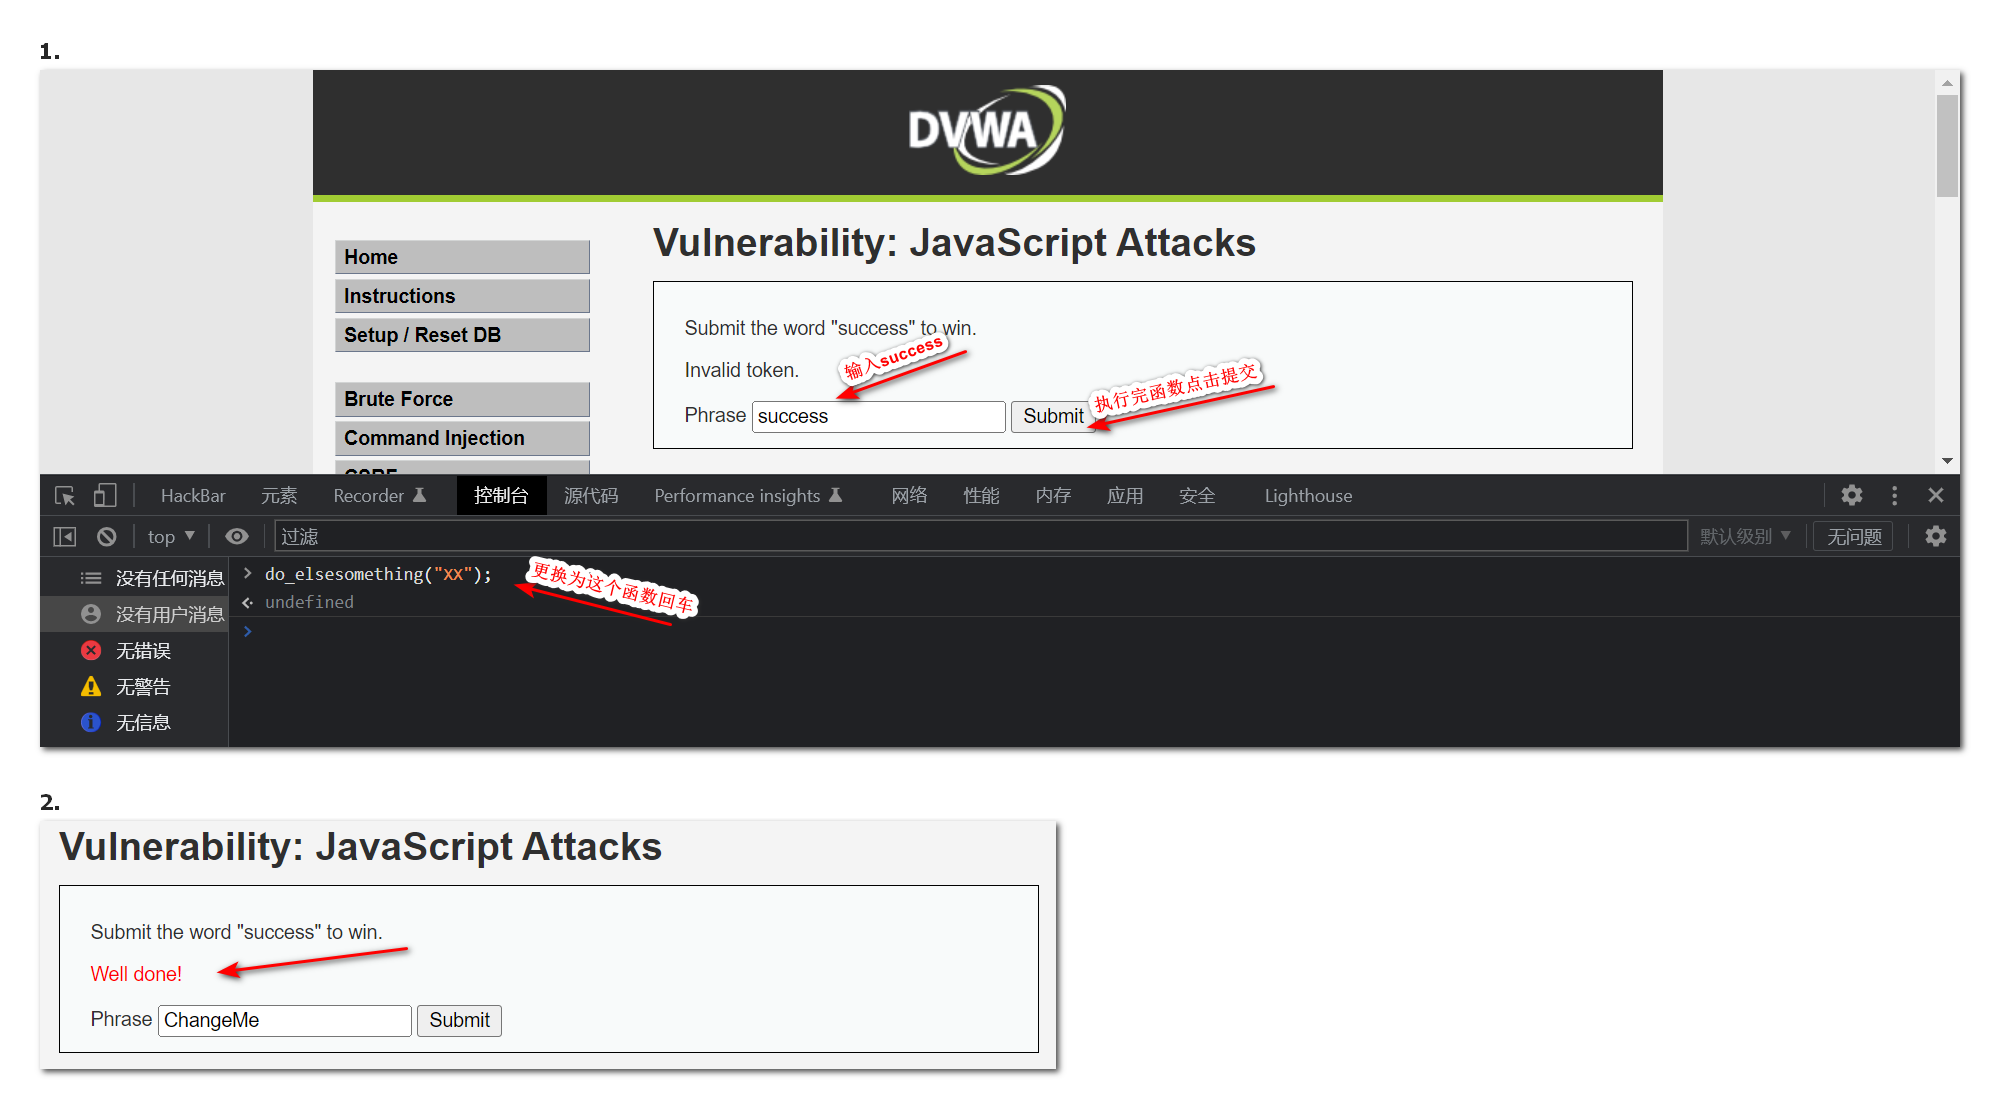 1.
DVWA
Vulnerability: JavaScript Attacks
Home
Instructions
Setup / Reset DB
Brute Force
Command Injection
CSRF
Submit the word "success" to win.
Invalid token.
输入success
执行完函数点击提交
Phrase success Submit
HackBar 元素 Recorder 控制台 源代码 Performance insights 网络 性能 内存 应用 安全 Lighthouse
top 过滤 默认级别 无问题
没有任何消息
没有用户消息
无错误
无警告
无信息
> do_elsesomething("XX");
更换为这个函数回车
undefined
>
2.
Vulnerability: JavaScript Attacks
Submit the word "success" to win.
Well done!
Phrase ChangeMe Submit